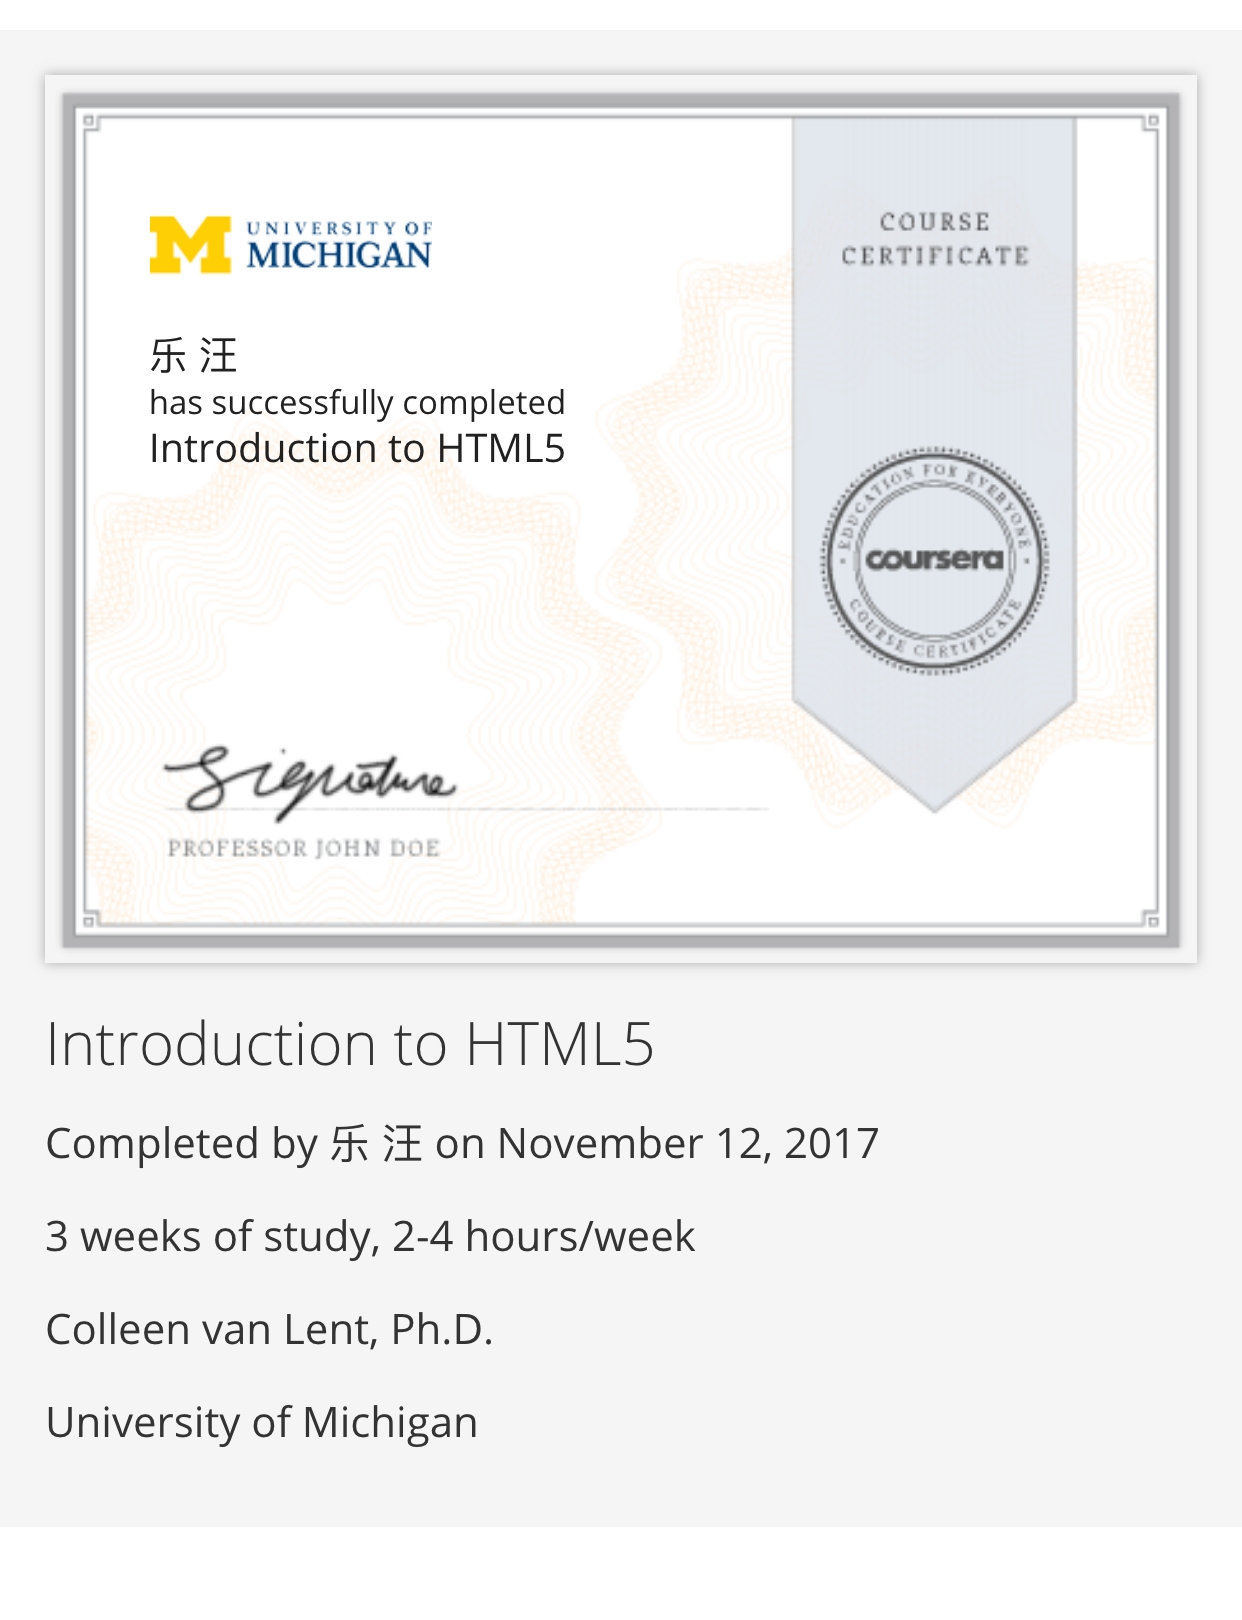 UNIVERSITY OF
MICHIGAN
COURSE
CERTIFICATE
乐 汪
has successfully completed
Introduction to HTML5
EDUCATION FOR EVERYONE
coursera
COURSE CERTIFICATE
Signature
PROFESSOR JOHN DOE
Introduction to HTML5
Completed by 乐 汪 on November 12, 2017
3 weeks of study, 2-4 hours/week
Colleen van Lent, Ph.D.
University of Michigan